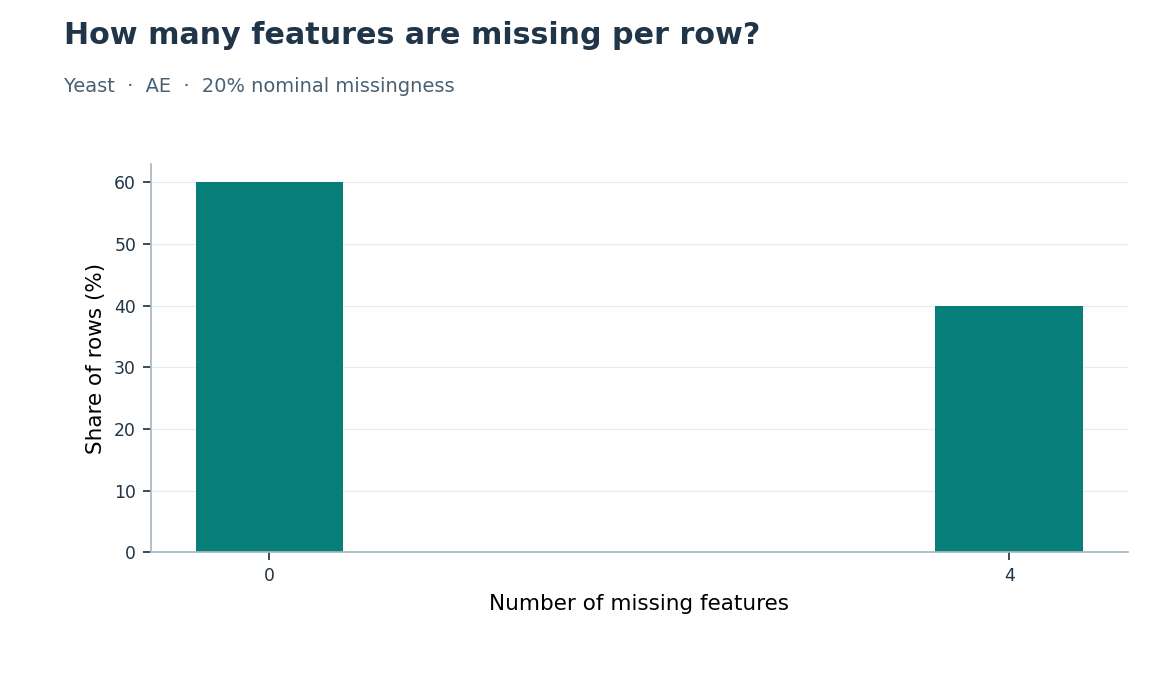 How many features are missing per row?
Yeast · AE · 20% nominal missingness
60
50
40
30
20
10
0
Share of rows (%)
0 4
Number of missing features